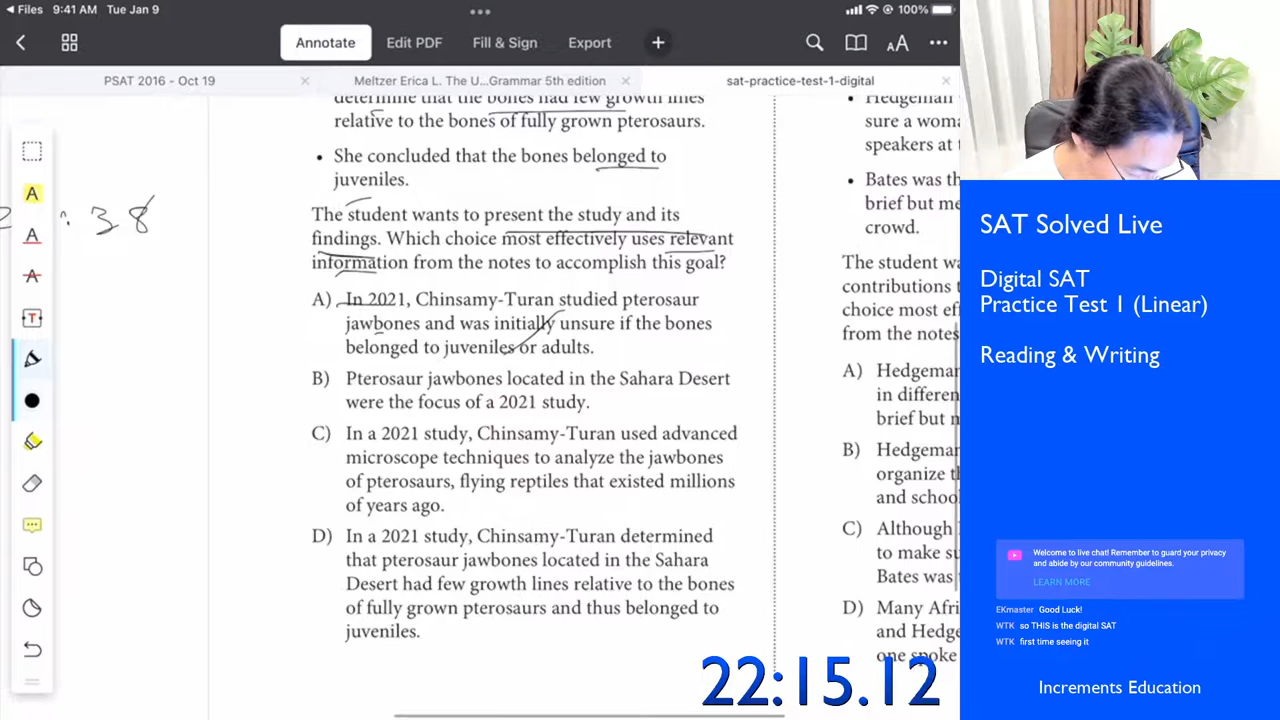 Files 9:41 AM Tue Jan 9 100%
Annotate Edit PDF Fill & Sign Export +
PSAT 2016 - Oct 19
Meltzer Erica L. The U...Grammar 5th edition
sat-practice-test-1-digital
: 38
determine that the bones had few growth lines
relative to the bones of fully grown pterosaurs.
• She concluded that the bones belonged to
juveniles.
The student wants to present the study and its
findings. Which choice most effectively uses relevant
information from the notes to accomplish this goal?
A) In 2021, Chinsamy-Turan studied pterosaur
jawbones and was initially unsure if the bones
belonged to juveniles or adults.
B) Pterosaur jawbones located in the Sahara Desert
were the focus of a 2021 study.
C) In a 2021 study, Chinsamy-Turan used advanced
microscope techniques to analyze the jawbones
of pterosaurs, flying reptiles that existed millions
of years ago.
D) In a 2021 study, Chinsamy-Turan determined
that pterosaur jawbones located in the Sahara
Desert had few growth lines relative to the bones
of fully grown pterosaurs and thus belonged to
juveniles.
• Hedgeman
sure a woma
speakers at t
• Bates was th
brief but me
crowd.
The student wa
contributions t
choice most ef
from the notes
A) Hedgeman
in differen
brief but m
B) Hedgeman
organize th
and school
C) Although
to make su
Bates was
D) Many Afri
and Hedge
one spoke
22:15.12
SAT Solved Live
Digital SAT
Practice Test 1 (Linear)
Reading & Writing
Welcome to live chat! Remember to guard your privacy
and abide by our community guidelines.
LEARN MORE
EKmaster Good Luck!
WTK so THIS is the digital SAT
WTK first time seeing it
Increments Education